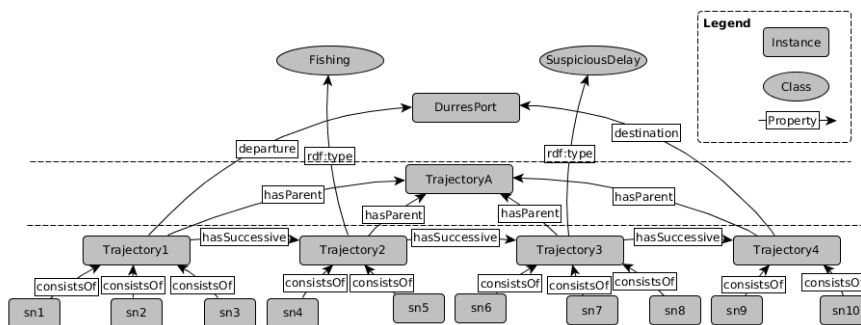 Legend
Instance
Fishing
SuspiciousDelay
Class
DurresPort
Property
destination
departure
rdf:type
rdf:type
TrajectoryA
hasParent
hasParent
hasParent
hasParent
Trajectory1
hasSuccessive
Trajectory2
hasSuccessive
Trajectory3
hasSuccessive
Trajectory4
consistsOf
consistsOf
consistsOf
consistsOf
consistsOf
consistsOf
consistsOf
consistsOf
consistsOf
consistsOf
sn1
sn2
sn3
sn4
sn5
sn6
sn7
sn8
sn9
sn10